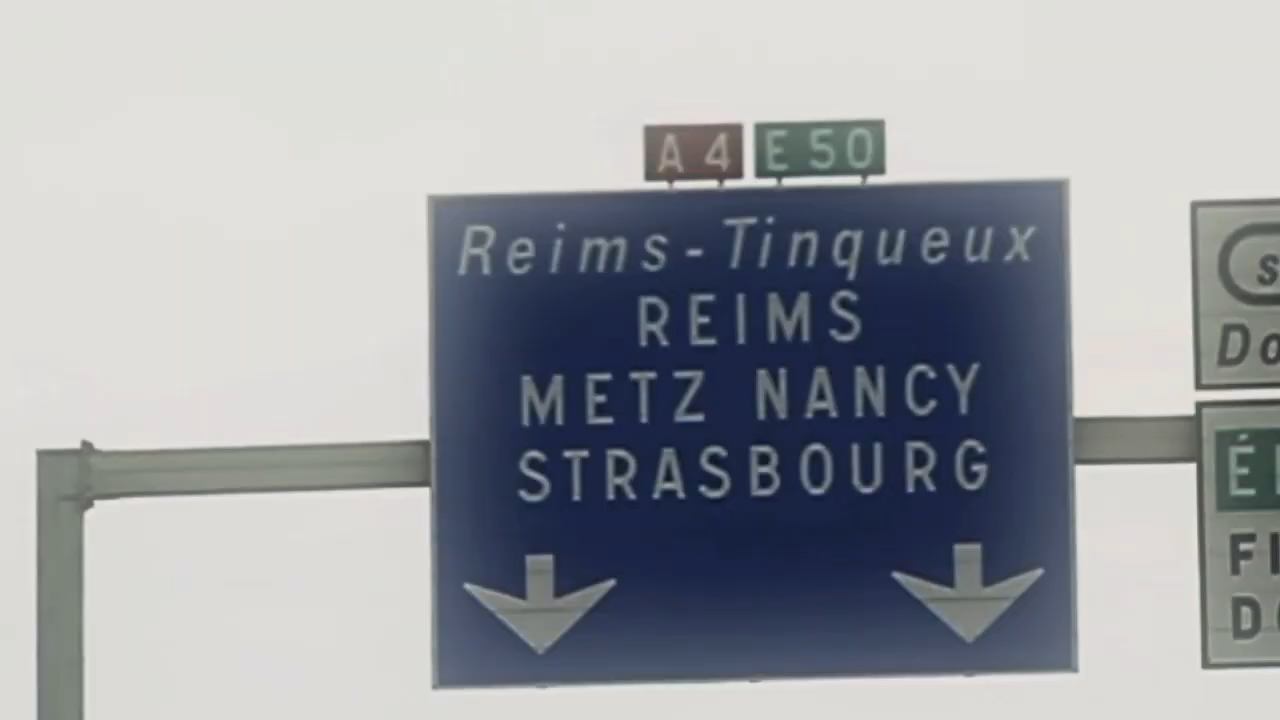 A 4 E 50
Reims-Tinqueux
REIMS
METZ NANCY
STRASBOURG